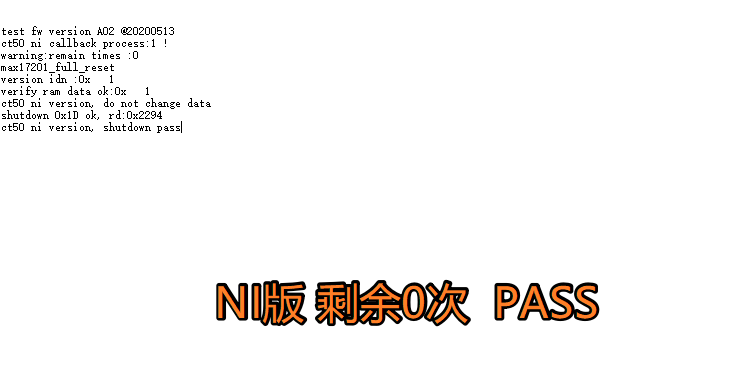 test fw version A02 @20200513
ct50 ni callback process:1 !
warning:remain times :0
max17201_full_reset
version idn :0x   1
verify ram data ok:0x   1
ct50 ni version, do not change data
shutdown 0x1D ok, rd:0x2294
ct50 ni version, shutdown pass
NI版 剩余0次  PASS